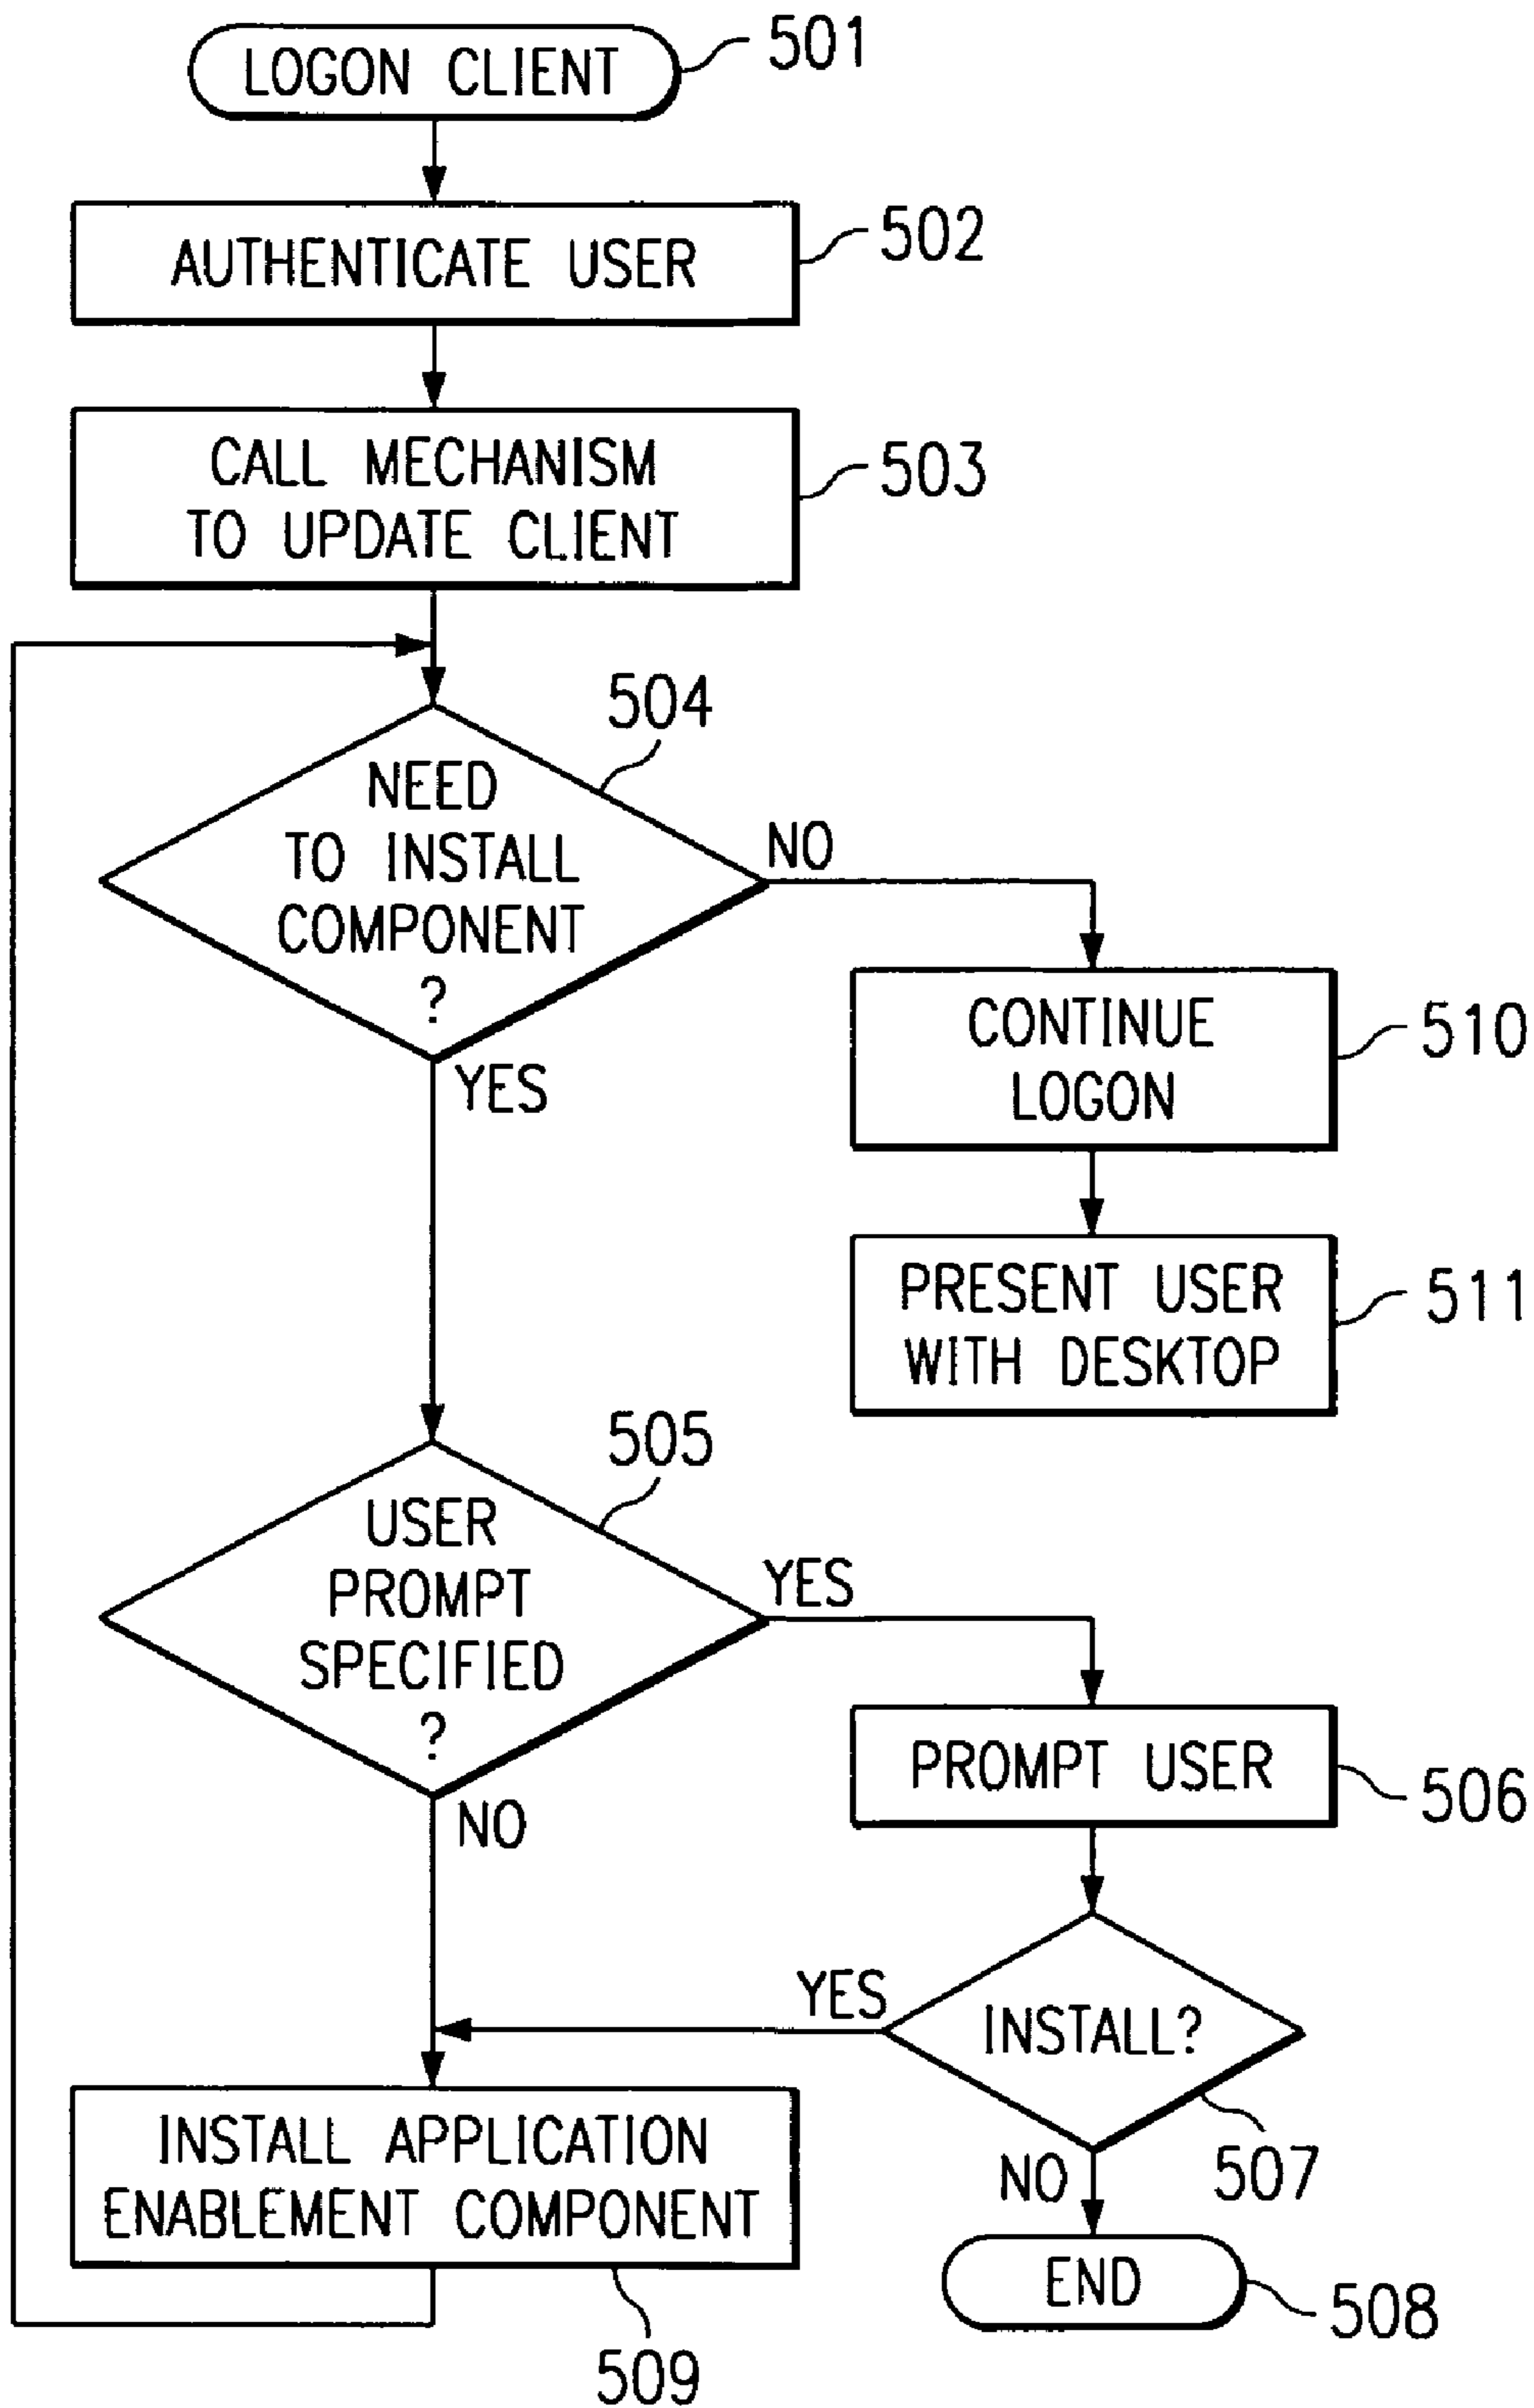 LOGON CLIENT
501
AUTHENTICATE USER
502
CALL MECHANISM
TO UPDATE CLIENT
503
504
NEED
TO INSTALL
COMPONENT
?
NO
YES
CONTINUE
LOGON
510
PRESENT USER
WITH DESKTOP
511
505
USER
PROMPT
SPECIFIED
?
YES
NO
PROMPT USER
506
INSTALL?
YES
507
NO
INSTALL APPLICATION
ENABLEMENT COMPONENT
509
END
508